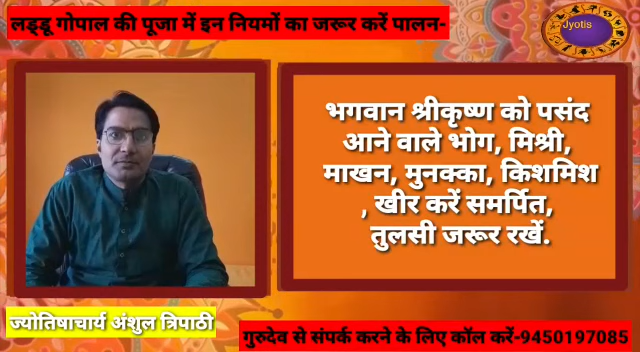 लड्डू गोपाल की पूजा में इन नियमों का जरूर करें पालन-
Jyotis
भगवान श्रीकृष्ण को पसंद
आने वाले भोग, मिश्री,
माखन, मुनक्का, किशमिश
, खीर करें समर्पित,
तुलसी जरूर रखें.
ज्योतिषाचार्य अंशुल त्रिपाठी
गुरुदेव से संपर्क करने के लिए कॉल करें-9450197085